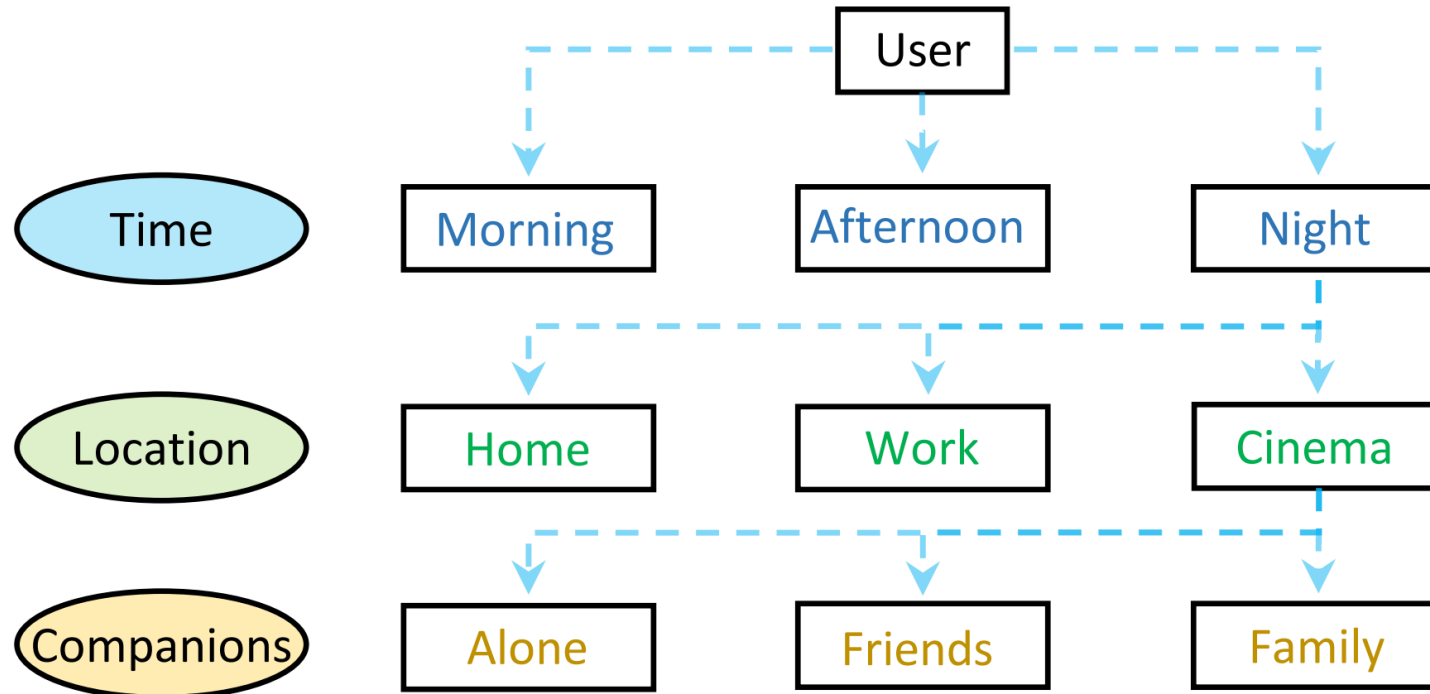 User
Time
Morning
Afternoon
Night
Location
Home
Work
Cinema
Companions
Alone
Friends
Family